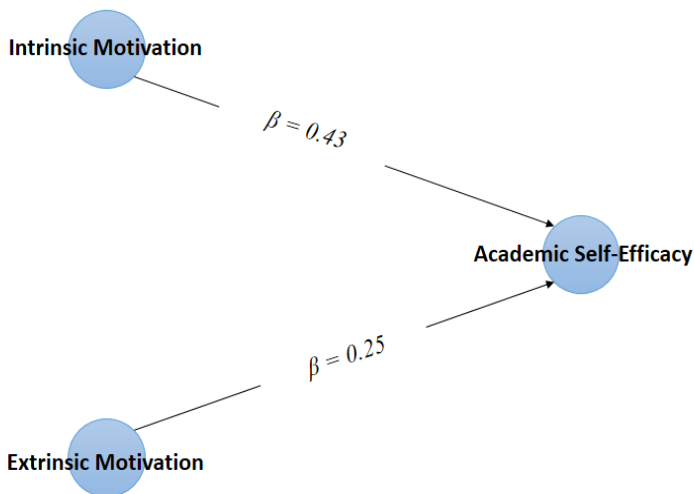 Intrinsic Motivation
β = 0.43
Academic Self-Efficacy
β = 0.25
Extrinsic Motivation